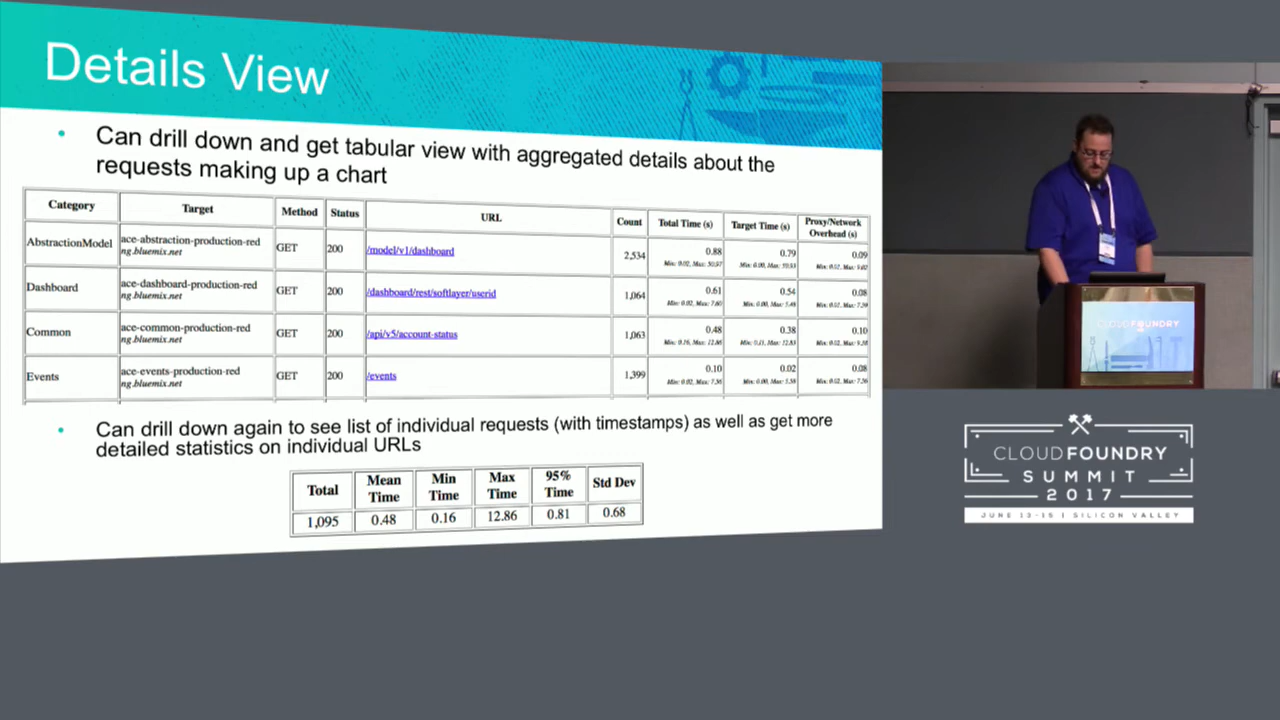 Details View
• Can drill down and get tabular view with aggregated details about the
requests making up a chart
Category Target Method Status URL Count Total Time (s) Target Time (s) Proxy/Network Overhead (s)
AbstractionModel ace-abstraction-production-red GET 200 /model/v1/dashboard 2,534 0.88 0.79 0.09
ng.bluemix.net
Dashboard ace-dashboard-production-red GET 200 /dashboard/rest/softlayer/userid 1,064 0.61 0.54 0.08
ng.bluemix.net
Common ace-common-production-red GET 200 /api/v5/account-status 1,063 0.48 0.38 0.10
ng.bluemix.net
Events ace-events-production-red GET 200 /events 1,399 0.10 0.02 0.08
ng.bluemix.net
• Can drill down again to see list of individual requests (with timestamps) as well as get more
detailed statistics on individual URLs
Total Mean Time Min Time Max Time 95% Time Std Dev
1,095 0.48 0.16 12.86 0.81 0.68
CLOUDFOUNDRY
CLOUDFOUNDRY
SUMMIT
2017
JUNE 13-15 | SILICON VALLEY